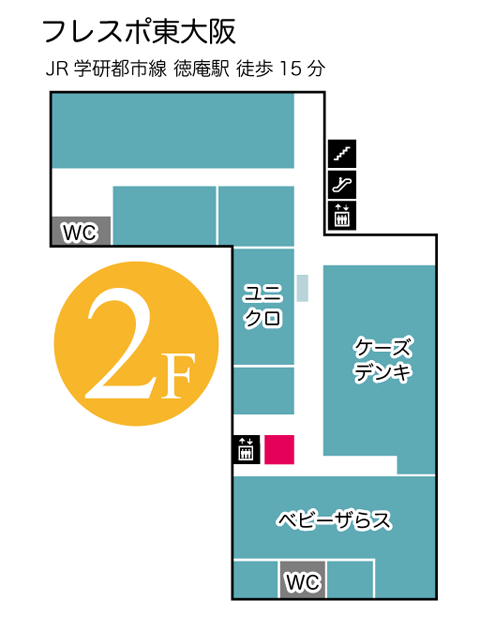 フレスポ東大阪
JR 学研都市線 徳庵駅 徒歩 15 分
WC
ユニ
クロ
2F
ケーズ
デンキ
ベビーザらス
WC